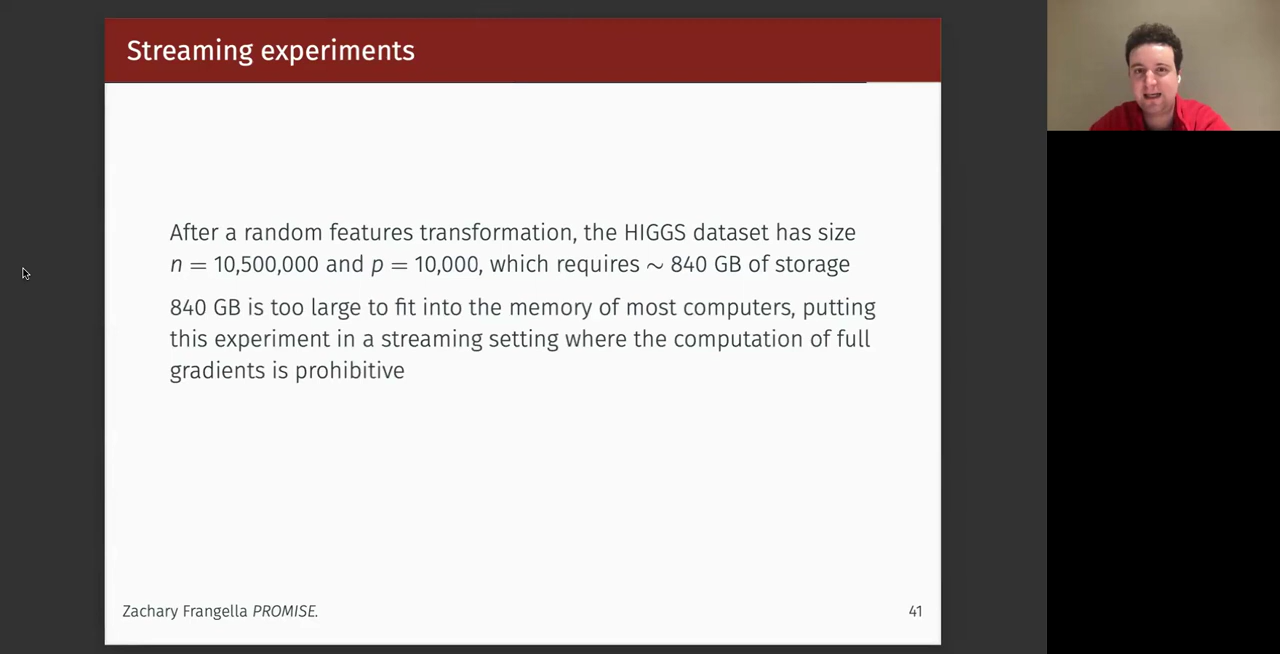 Streaming experiments
After a random features transformation, the HIGGS dataset has size
n = 10,500,000 and p = 10,000, which requires ∼ 840 GB of storage
840 GB is too large to fit into the memory of most computers, putting
this experiment in a streaming setting where the computation of full
gradients is prohibitive
Zachary Frangella PROMISE. 41